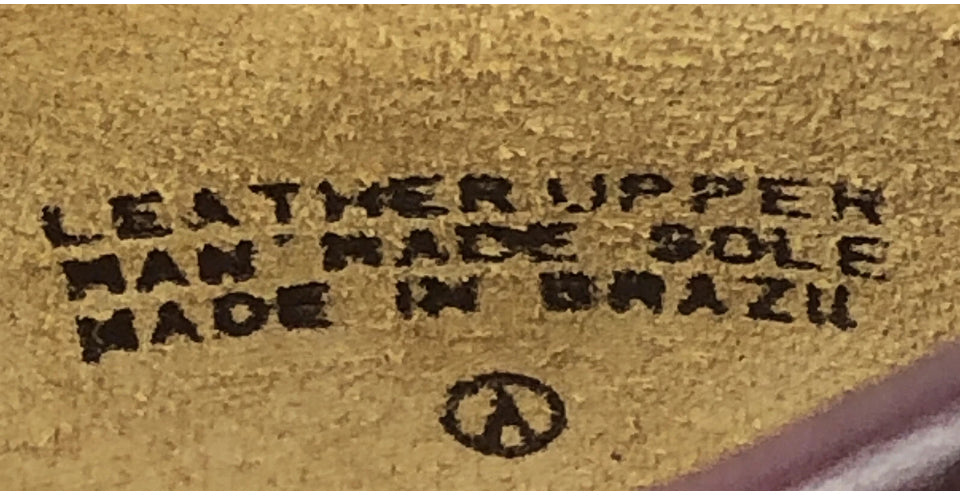 LEATHER UPPER
MAN MADE SOLE
MADE IN BRAZIL